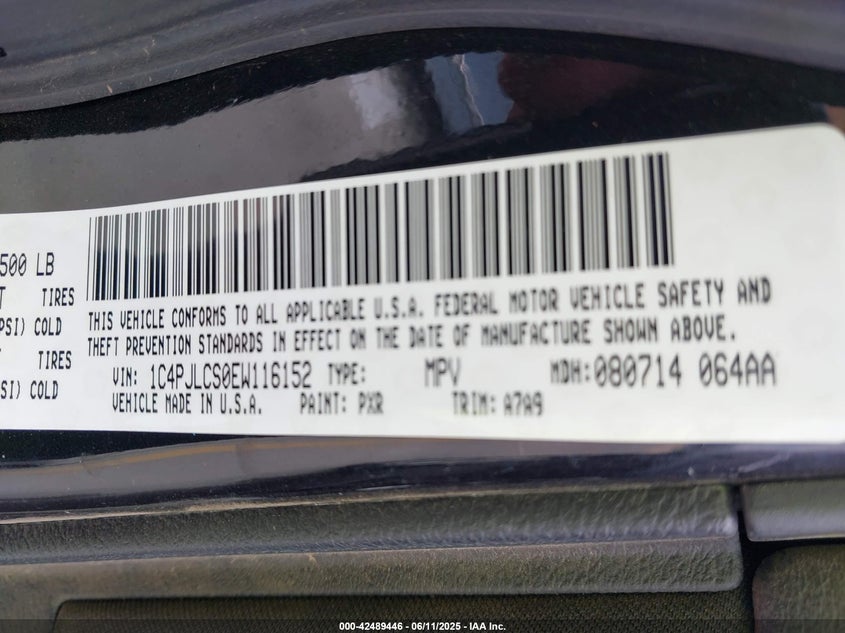 500 LB
TIRES
PSI) COLD
TIRES
SI) COLD
THIS VEHICLE CONFORMS TO ALL APPLICABLE U.S.A. FEDERAL MOTOR VEHICLE SAFETY AND
THEFT PREVENTION STANDARDS IN EFFECT ON THE DATE OF MANUFACTURE SHOWN ABOVE.
VIN: 1C4PJLCS0EW116152 TYPE: MPV MDH:080714 064AA
VEHICLE MADE IN U.S.A. PAINT: PXR TRIM: A7A9
000-42489446 - 06/11/2025 - IAA Inc.